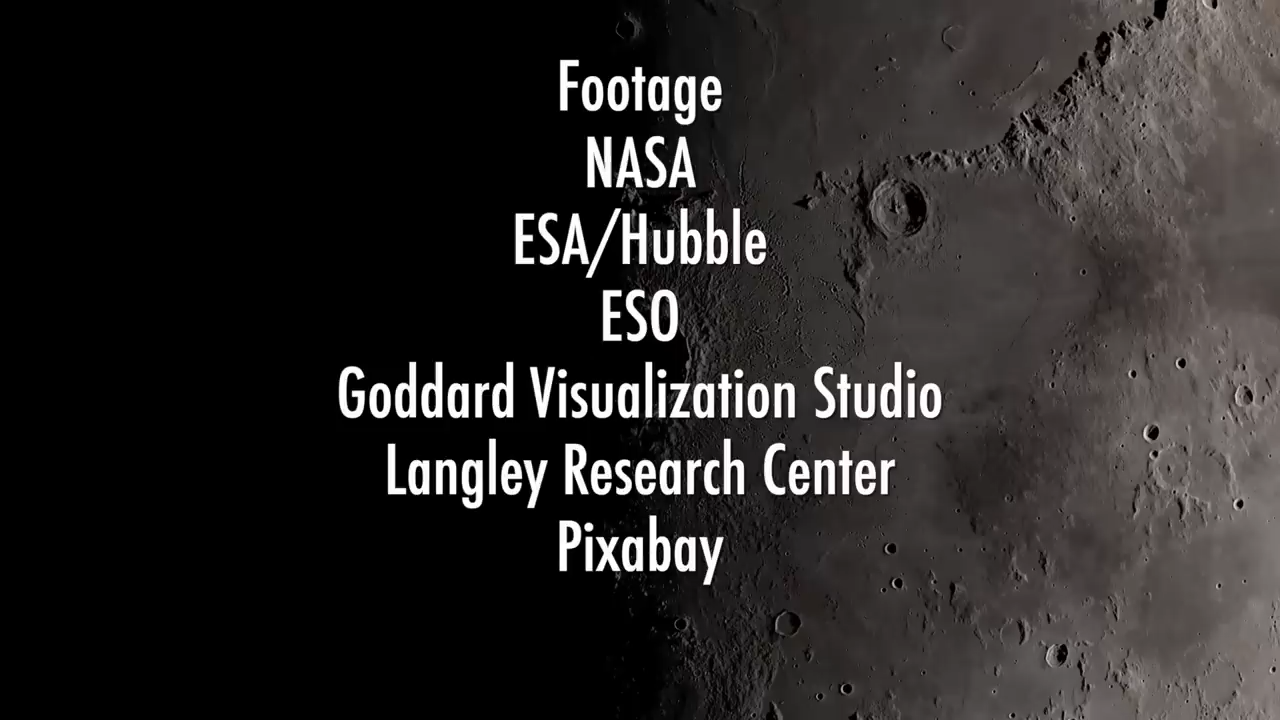 Footage
NASA
ESA/Hubble
ESO
Goddard Visualization Studio
Langley Research Center
Pixabay